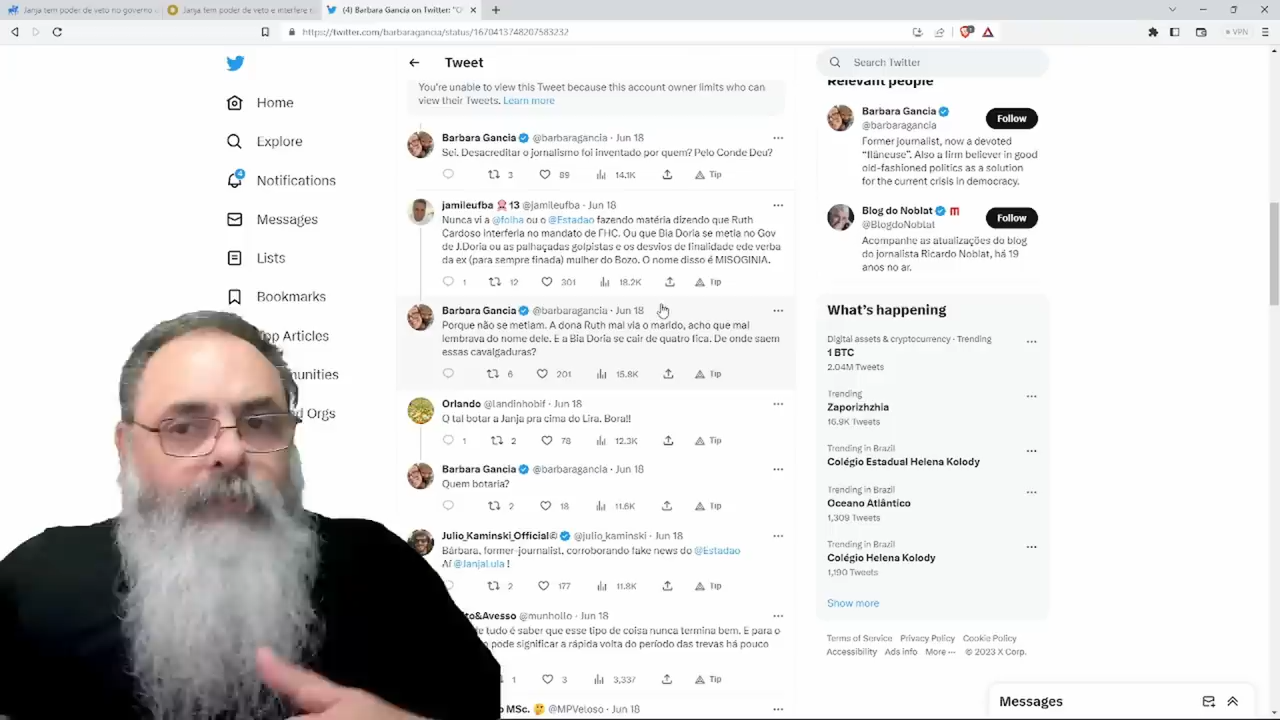 Janja tem poder de veto no governo
Janja tem poder de veto e interfere n
(4) Barbara Gancia on Twitter: "O
https://twitter.com/barbaragancia/status/1670413748207583232
VPN
Home
Explore
4
Notifications
Messages
Lists
Bookmarks
op Articles
unities
d Orgs
Tweet
You're unable to view this Tweet because this account owner limits who can
view their Tweets. Learn more
Barbara Gancia @barbaragancia · Jun 18
Sei. Desacreditar o jornalismo foi inventado por quem? Pelo Conde Deu?
3 89 14.1K Tip
jamileufba 13 @jamileufba · Jun 18
Nunca vi a @folha ou o @Estadao fazendo matéria dizendo que Ruth
Cardoso interferia no mandato de FHC. Ou que Bia Doria se metia no Gov
de J.Doria ou as palhaçadas golpistas e os desvios de finalidade ede verba
da ex (para sempre finada) mulher do Bozo. O nome disso é MISOGINIA.
1 12 301 18.2K Tip
Barbara Gancia @barbaragancia · Jun 18
Porque não se metiam. A dona Ruth mal via o marido, acho que mal
lembrava do nome dele. E a Bia Doria se cair de quatro fica. De onde saem
essas cavalgaduras?
6 201 15.8K Tip
Orlando @landinhobif · Jun 18
Q tal botar a Janja pra cima do Lira. Bora!!
1 2 78 12.3K Tip
Barbara Gancia @barbaragancia · Jun 18
Quem botaria?
2 18 11.6K Tip
Julio_Kaminski_Official© @julio_kaminski · Jun 18
Bárbara, former-journalist, corroborando fake news do @Estadao
Aí @JanjaLula !
2 177 11.8K Tip
to&Avesso @munhollo · Jun 18
de tudo é saber que esse tipo de coisa nunca termina bem. E para o
pode significar a rápida volta do período das trevas há pouco
1 3 3,337 Tip
o MSc. @MPVeloso · Jun 18
Search Twitter
Relevant people
Barbara Gancia
@barbaragancia
Follow
Former journalist, now a devoted
"flâneuse". Also a firm believer in good
old-fashioned politics as a solution
for the current crisis in democracy.
Blog do Noblat
@BlogdoNoblat
Follow
Acompanhe as atualizações do blog
do jornalista Ricardo Noblat, há 19
anos no ar.
What's happening
Digital assets & cryptocurrency · Trending
1 BTC
2.04M Tweets
Trending
Zaporizhzhia
16.9K Tweets
Trending in Brazil
Colégio Estadual Helena Kolody
Trending in Brazil
Oceano Atlântico
1,309 Tweets
Trending in Brazil
Colégio Helena Kolody
1,190 Tweets
Show more
Terms of Service Privacy Policy Cookie Policy
Accessibility Ads info More ··· © 2023 X Corp.
Messages